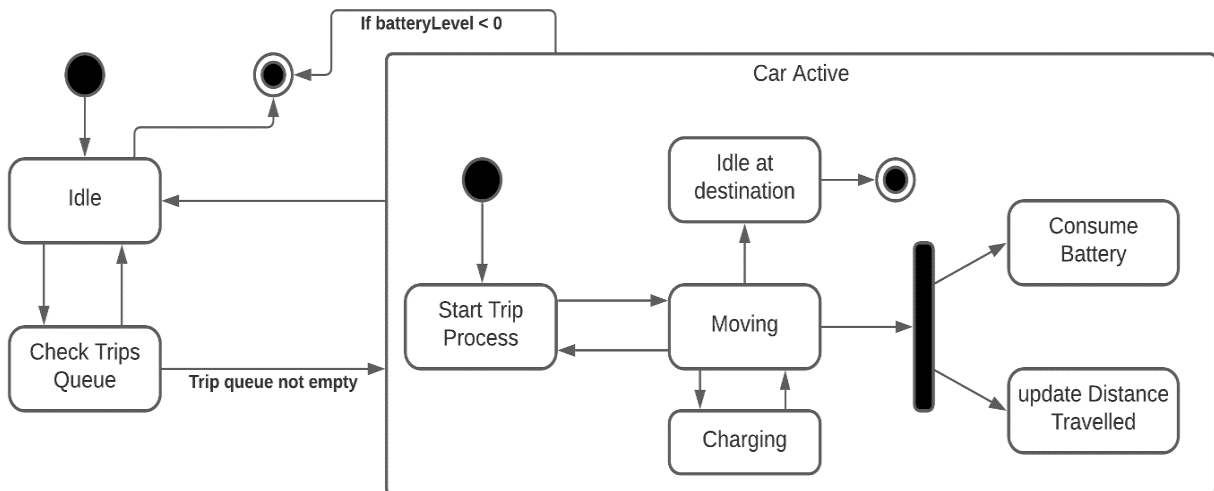 If batteryLevel < 0
Car Active
Idle
Idle at
destination
Consume
Battery
Start Trip
Process
Moving
Check Trips
Queue
Trip queue not empty
Charging
update Distance
Travelled